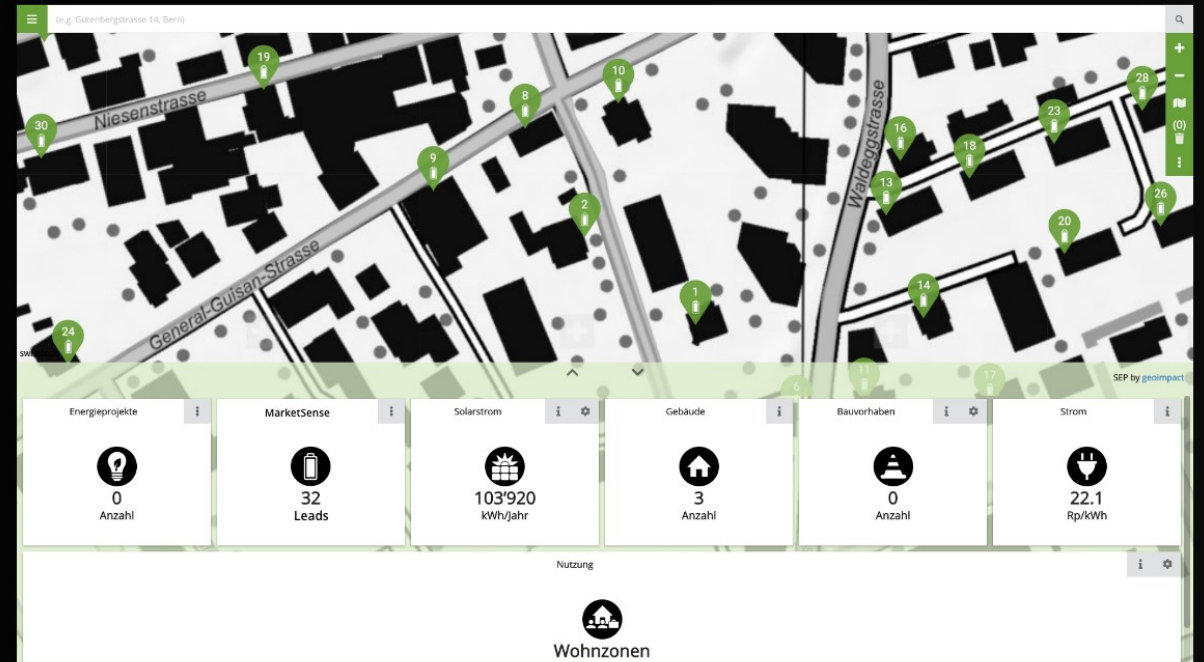 (e.g. Gutenbergstrasse 14, Bern)
19
10
8
28
(0)
30
Niesenstrasse
23
16
18
9
Waldeggstrasse
13
26
2
20
General-Guisan-Strasse
1
14
24
11
17
6
SEP by geoimpact
Energieprojekte
0
Anzahl
MarketSense
32
Leads
Solarstrom
103'920
kWh/Jahr
Gebäude
3
Anzahl
Bauvorhaben
0
Anzahl
Strom
22.1
Rp/kWh
Nutzung
Wohnzonen